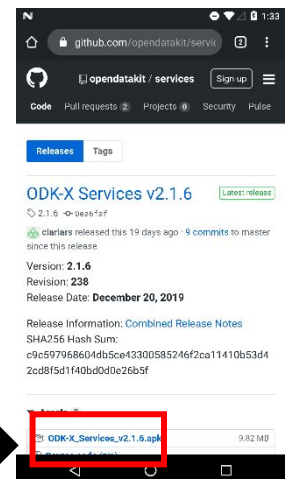 1:33
github.com/opendatakit/servic 2
opendatakit / services Sign up
Code Pull requests 2 Projects 0 Security Pulse
Releases Tags
ODK-X Services v2.1.6 Latest release
2.1.6 0ea6faf
clarlars released this 19 days ago · 9 commits to master
since this release
Version: 2.1.6
Revision: 238
Release Date: December 20, 2019
Release Information: Combined Release Notes
SHA256 Hash Sum:
c9c597968604db5ce43300585246f2ca11410b53d4
2cd8f5d1f40bd0d0e26b5f
Assets
ODK-X_Services_v2.1.6.apk 9.82 MB